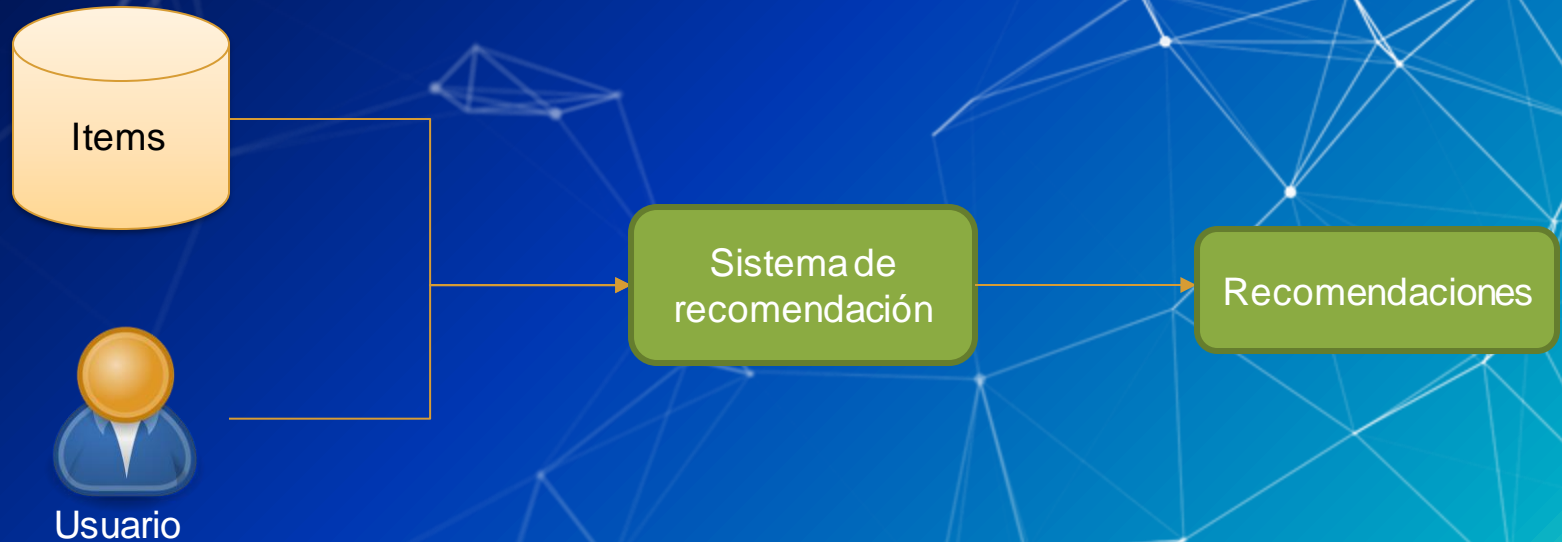 Items
Sistema de
recomendación
Recomendaciones
Usuario